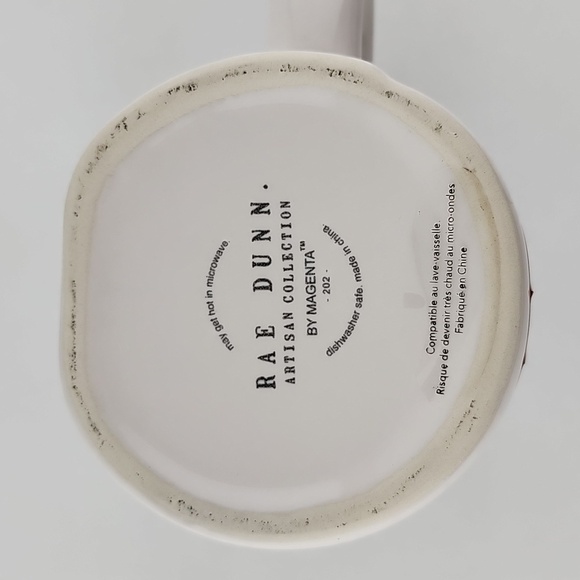 may get hot in microwave.
RAE DUNN.
ARTISAN COLLECTION
BY MAGENTA™
· 202 ·
dishwasher safe. made in china.
Compatible au lave-vaisselle.
Risque de devenir très chaud au micro-ondes
Fabriqué en Chine